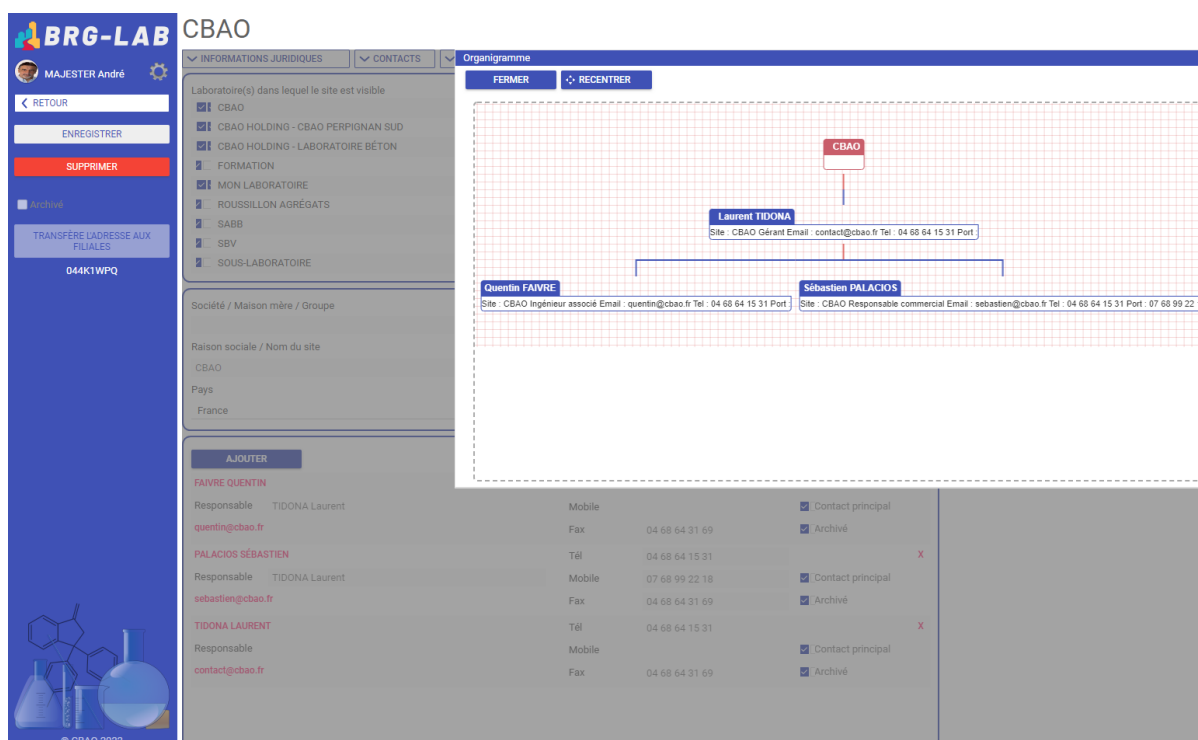 BRG-LAB
MAJESTER André
RETOUR
ENREGISTRER
SUPPRIMER
Archivé
TRANSFÈRE L'ADRESSE AUX
FILIALES
044K1WPQ
© CBAO 2023
CBAO
INFORMATIONS JURIDIQUES
CONTACTS
Laboratoire(s) dans lequel le site est visible
CBAO
CBAO HOLDING - CBAO PERPIGNAN SUD
CBAO HOLDING - LABORATOIRE BÉTON
FORMATION
MON LABORATOIRE
ROUSSILLON AGRÉGATS
SABB
SBV
SOUS-LABORATOIRE
Société / Maison mère / Groupe
Raison sociale / Nom du site
CBAO
Pays
France
Organigramme
FERMER
RECENTRER
CBAO
Laurent TIDONA
Site : CBAO Gérant Email : contact@cbao.fr Tel : 04 68 64 15 31 Port :
Quentin FAIVRE
Site : CBAO Ingénieur associé Email : quentin@cbao.fr Tel : 04 68 64 15 31 Port :
Sébastien PALACIOS
Site : CBAO Responsable commercial Email : sebastien@cbao.fr Tel : 04 68 64 15 31 Port : 07 68 99 22
AJOUTER
FAIVRE QUENTIN
Responsable TIDONA Laurent Mobile Contact principal
quentin@cbao.fr Fax 04 68 64 31 69 Archivé
PALACIOS SÉBASTIEN Tél 04 68 64 15 31 X
Responsable TIDONA Laurent Mobile 07 68 99 22 18 Contact principal
sebastien@cbao.fr Fax 04 68 64 31 69 Archivé
TIDONA LAURENT Tél 04 68 64 15 31 X
Responsable Mobile Contact principal
contact@cbao.fr Fax 04 68 64 31 69 Archivé